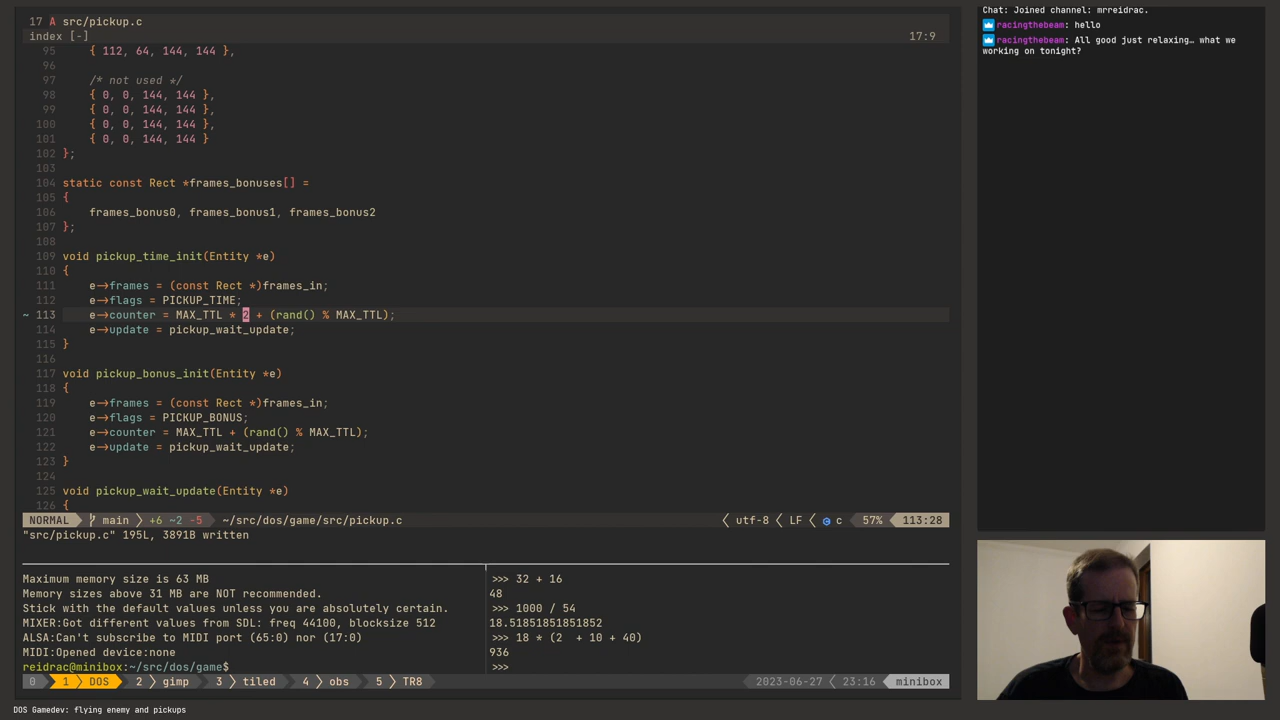 17 A src/pickup.c
index [-] 17:9
95 { 112, 64, 144, 144 },
96
97 /* not used */
98 { 0, 0, 144, 144 },
99 { 0, 0, 144, 144 },
100 { 0, 0, 144, 144 },
101 { 0, 0, 144, 144 }
102 };
103
104 static const Rect *frames_bonuses[] =
105 {
106 frames_bonus0, frames_bonus1, frames_bonus2
107 };
108
109 void pickup_time_init(Entity *e)
110 {
111 e->frames = (const Rect *)frames_in;
112 e->flags = PICKUP_TIME;
~ 113 e->counter = MAX_TTL * 2 + (rand() % MAX_TTL);
114 e->update = pickup_wait_update;
115 }
116
117 void pickup_bonus_init(Entity *e)
118 {
119 e->frames = (const Rect *)frames_in;
120 e->flags = PICKUP_BONUS;
121 e->counter = MAX_TTL + (rand() % MAX_TTL);
122 e->update = pickup_wait_update;
123 }
124
125 void pickup_wait_update(Entity *e)
126 {
NORMAL main +6 ~2 -5 ~/src/dos/game/src/pickup.c utf-8 LF c 57% 113:28
"src/pickup.c" 195L, 3891B written
Maximum memory size is 63 MB
Memory sizes above 31 MB are NOT recommended.
Stick with the default values unless you are absolutely certain.
MIXER:Got different values from SDL: freq 44100, blocksize 512
ALSA:Can't subscribe to MIDI port (65:0) nor (17:0)
MIDI:Opened device:none
reidrac@minibox:~/src/dos/game$
>>> 32 + 16
48
>>> 1000 / 54
18.51851851851852
>>> 18 * (2 + 10 + 40)
936
>>>
0 1 DOS 2 gimp 3 tiled 4 obs 5 TR8 2023-06-27 23:16 minibox
DOS Gamedev: flying enemy and pickups
Chat: Joined channel: mrreidrac.
racingthebeam: hello
racingthebeam: All good just relaxing… what we
working on tonight?